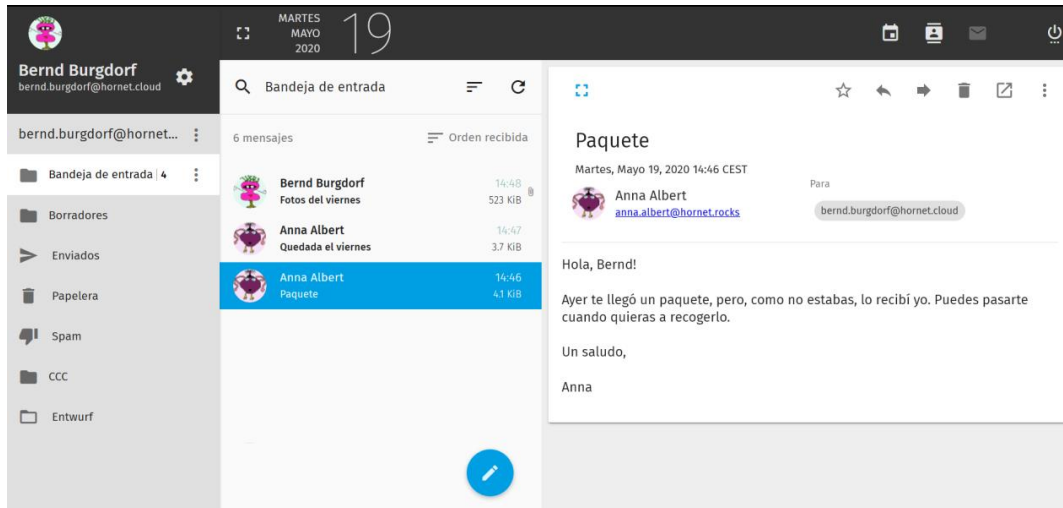 MARTES
MAYO
2020
19
Bernd Burgdorf
bernd.burgdorf@hornet.cloud
bernd.burgdorf@hornet...
Bandeja de entrada | 4
Borradores
Enviados
Papelera
Spam
CCC
Entwurf
Bandeja de entrada
6 mensajes
Orden recibida
Bernd Burgdorf 14:48
Fotos del viernes 523 KiB
Anna Albert 14:47
Quedada el viernes 3.7 KiB
Anna Albert 14:46
Paquete 4.1 KiB
Paquete
Martes, Mayo 19, 2020 14:46 CEST
Anna Albert
anna.albert@hornet.rocks
Para
bernd.burgdorf@hornet.cloud
Hola, Bernd!
Ayer te llegó un paquete, pero, como no estabas, lo recibí yo. Puedes pasarte
cuando quieras a recogerlo.
Un saludo,
Anna